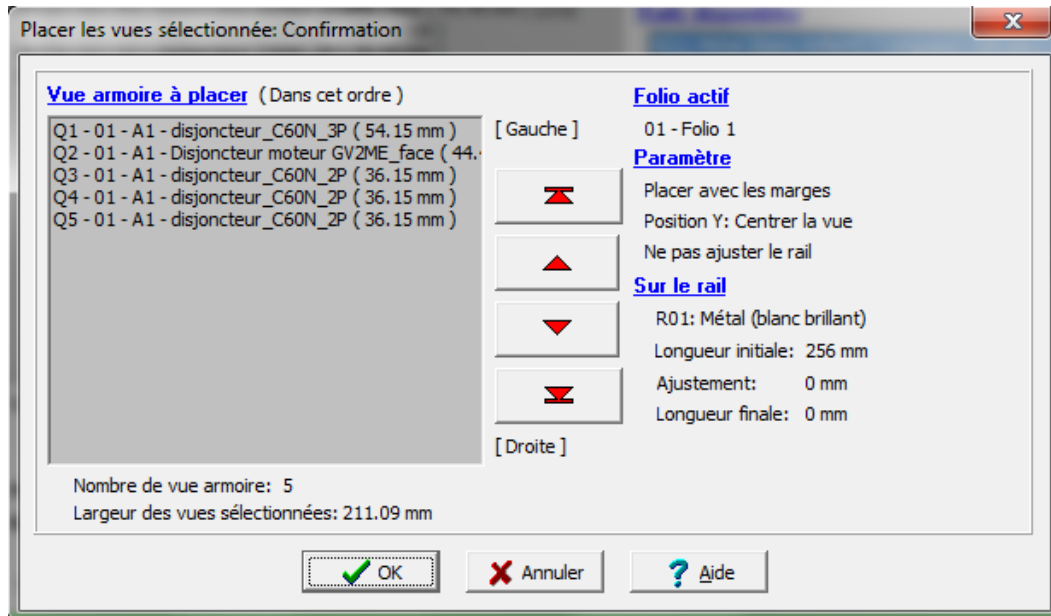 Placer les vues sélectionnée: Confirmation
Vue armoire à placer (Dans cet ordre)
Q1 - 01 - A1 - disjoncteur_C60N_3P ( 54.15 mm )
Q2 - 01 - A1 - Disjoncteur moteur GV2ME_face ( 44.
Q3 - 01 - A1 - disjoncteur_C60N_2P ( 36.15 mm )
Q4 - 01 - A1 - disjoncteur_C60N_2P ( 36.15 mm )
Q5 - 01 - A1 - disjoncteur_C60N_2P ( 36.15 mm )
Nombre de vue armoire: 5
Largeur des vues sélectionnées: 211.09 mm
[ Gauche ]
[ Droite ]
Folio actif
01 - Folio 1
Paramètre
Placer avec les marges
Position Y: Centrer la vue
Ne pas ajuster le rail
Sur le rail
R01: Métal (blanc brillant)
Longueur initiale: 256 mm
Ajustement: 0 mm
Longueur finale: 0 mm
OK
Annuler
Aide